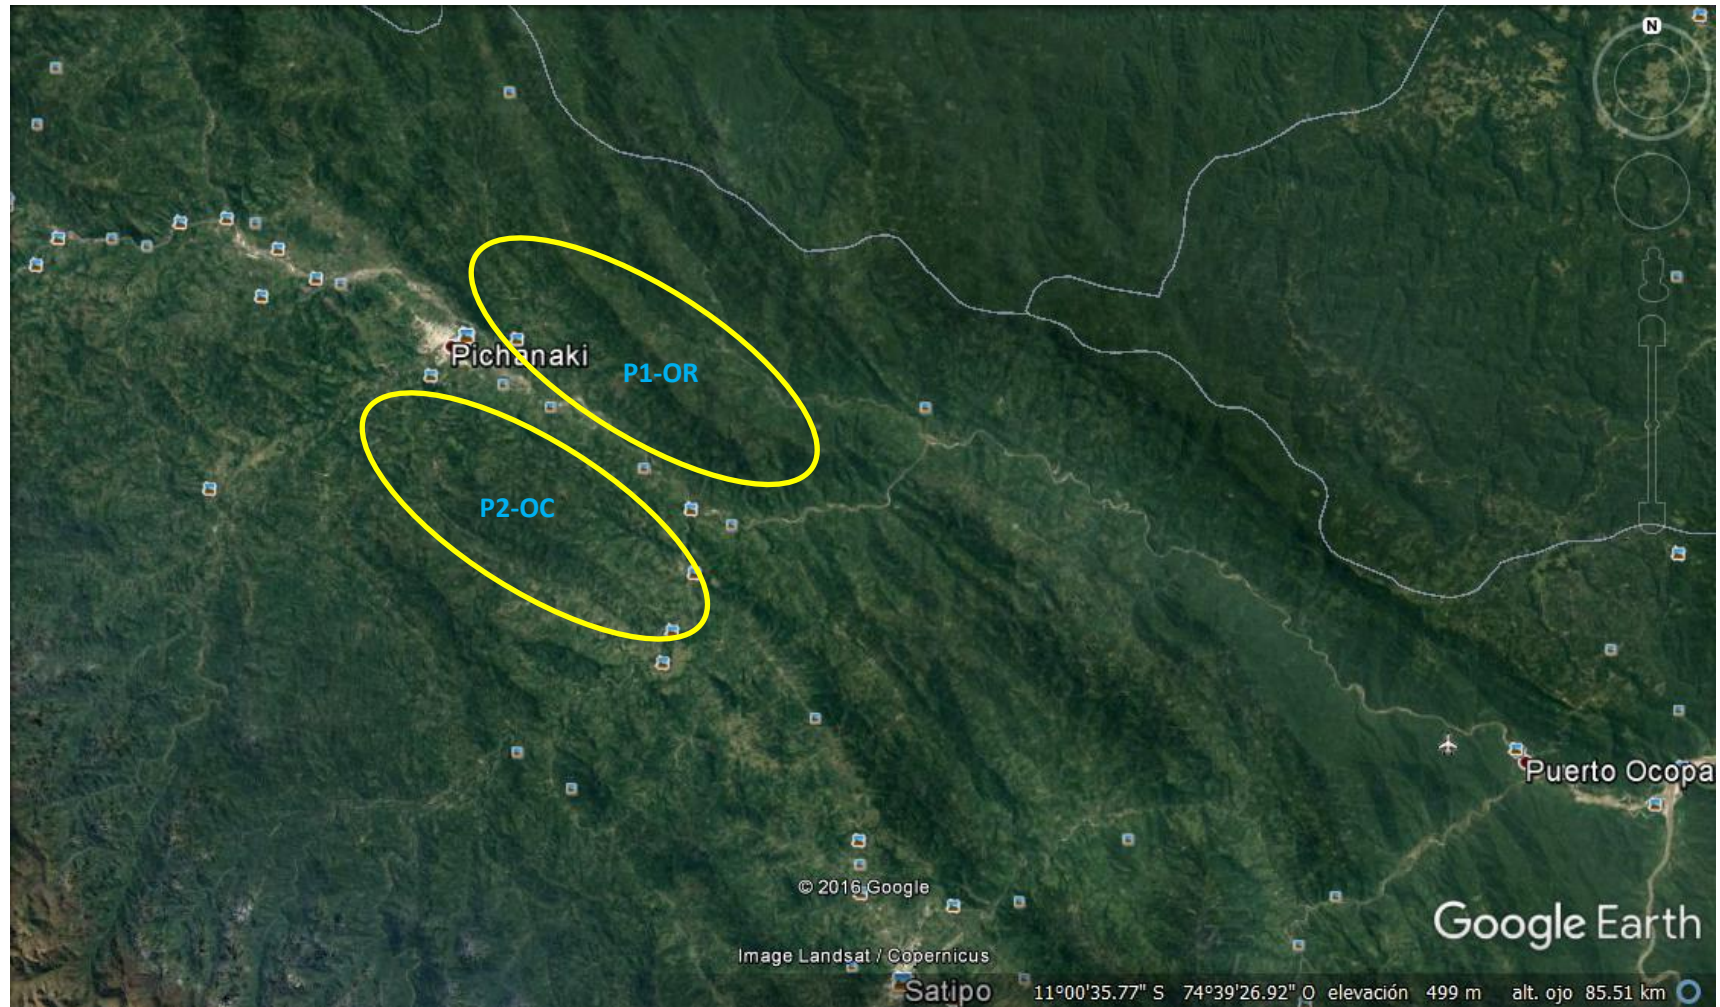 N
Pichanaki
P1-OR
P2-OC
Puerto Ocopa
© 2016 Google
Google Earth
Image Landsat / Copernicus
Satipo
11°00'35.77" S 74°39'26.92" O elevación 499 m alt. ojo 85.51 km